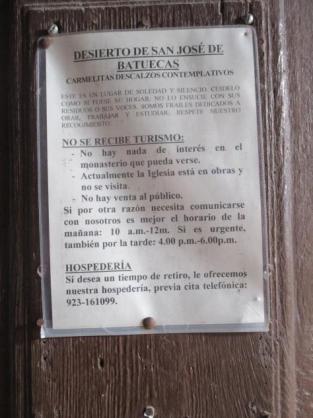 DESIERTO DE SAN JOSÉ DE
BATUECAS
CARMELITAS DESCALZOS CONTEMPLATIVOS
ESTE ES UN LUGAR DE SOLEDAD Y SILENCIO. CUIDELO
COMO SI FUESE SU HOGAR. NO LO ENSUCIE CON SUS
RESIDUOS O SUS VOCES. SOMOS FRAILES DEDICADOS A
ORAR, TRABAJAR Y ESTUDIAR. RESPETE NUESTRO
RECOGIMIENTO.
NO SE RECIBE TURISMO:
- No hay nada de interés en el
monasterio que pueda verse.
- Actualmente la Iglesia está en obras y
no se visita.
- No hay venta al público.
Si por otra razón necesita comunicarse
con nosotros es mejor el horario de la
mañana: 10 a.m.-12m. Si es urgente,
también por la tarde: 4.00 p.m.-6.00p.m.
HOSPEDERÍA
Si desea un tiempo de retiro, le ofrecemos
nuestra hospedería, previa cita telefónica:
923-161099.